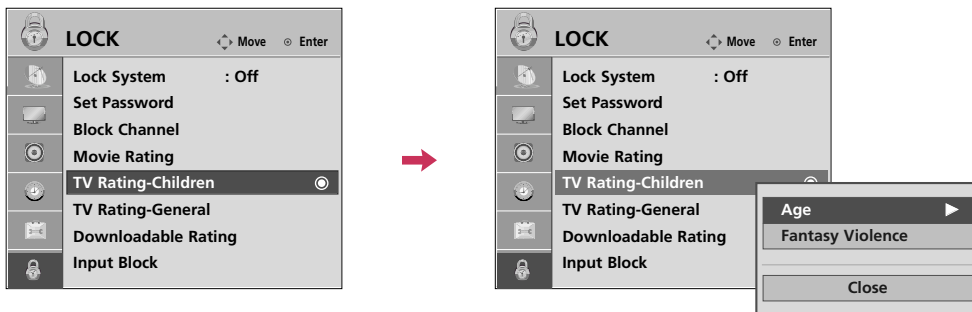 LOCK
Move Enter
Lock System : Off
Set Password
Block Channel
Movie Rating
TV Rating-Children
TV Rating-General
Downloadable Rating
Input Block
LOCK
Move Enter
Lock System : Off
Set Password
Block Channel
Movie Rating
TV Rating-Children
TV Rating-General
Downloadable Rating
Input Block
Age
Fantasy Violence
Close